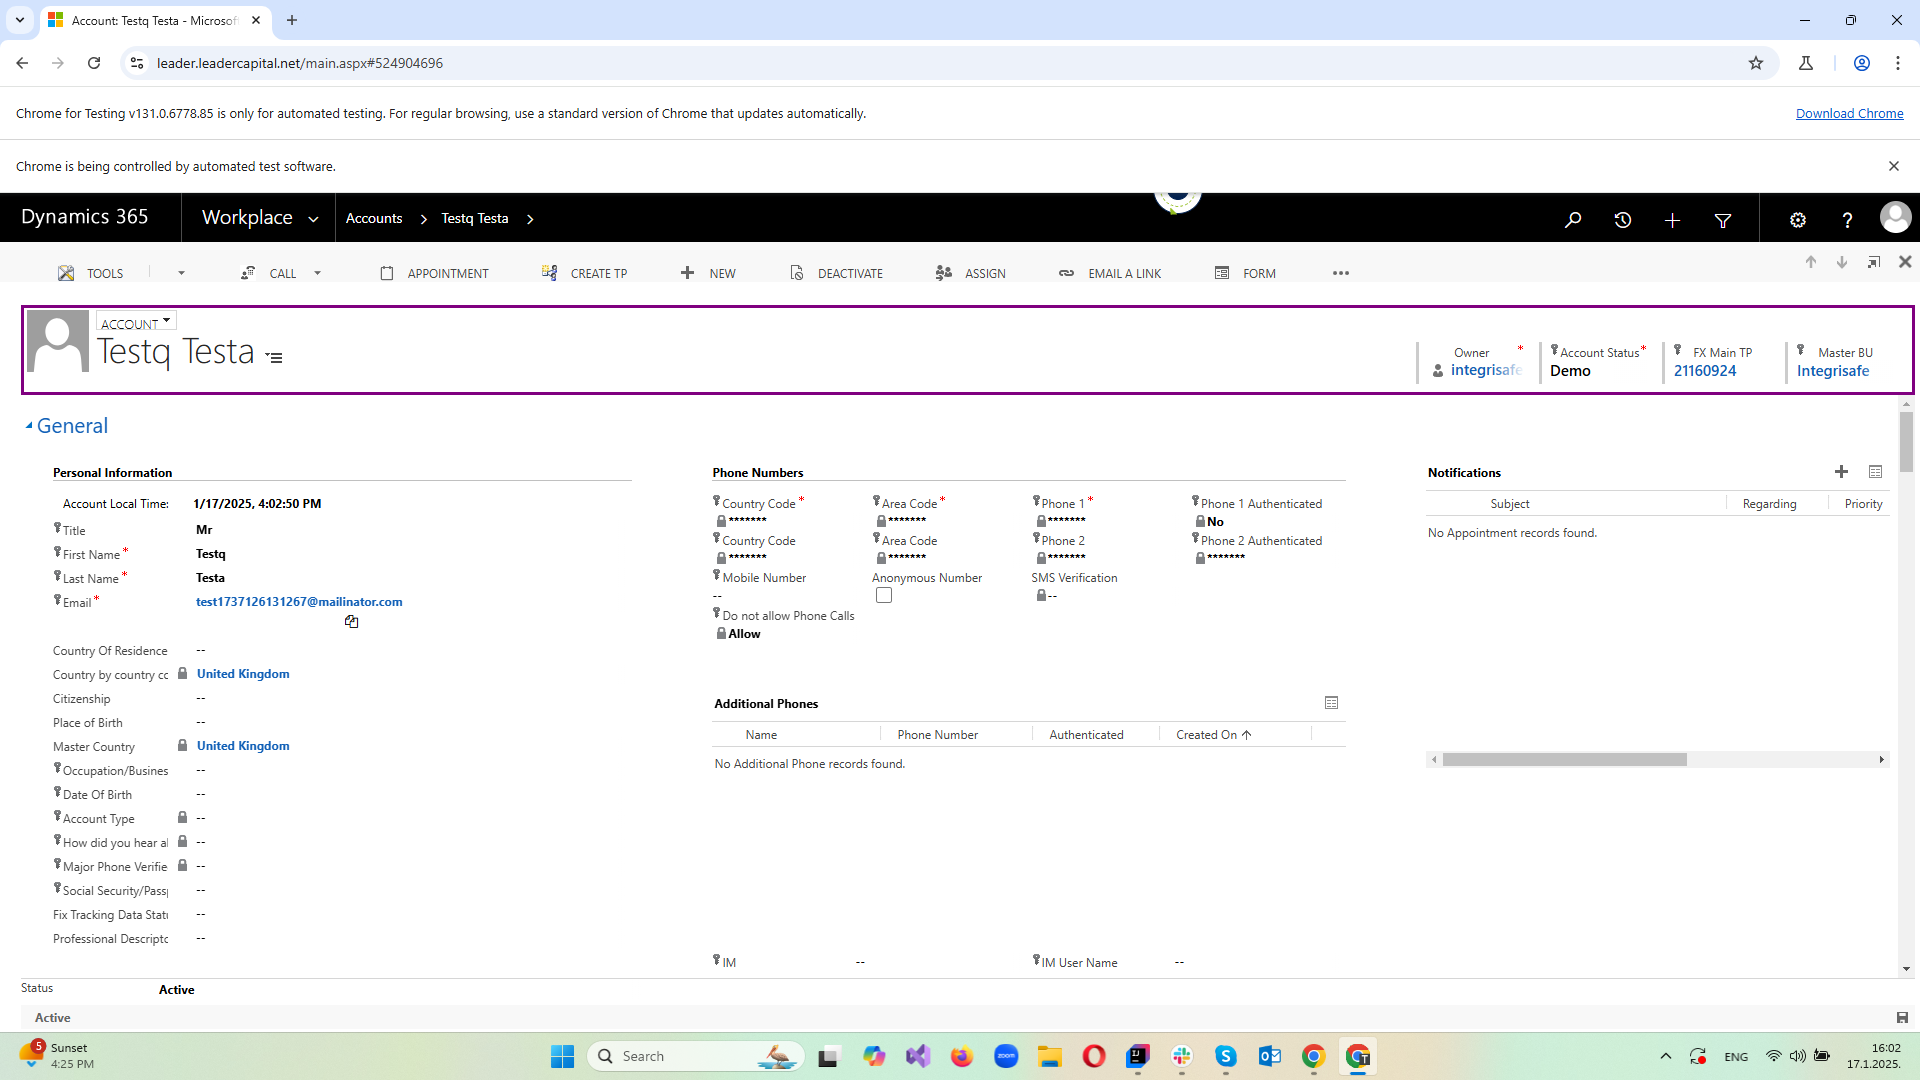 Account: Testq Testa - Microsof
leader.leadercapital.net/main.aspx#524904696
Chrome for Testing v131.0.6778.85 is only for automated testing. For regular browsing, use a standard version of Chrome that updates automatically.
Download Chrome
Chrome is being controlled by automated test software.
Dynamics 365
Workplace
Accounts
Testq Testa
TOOLS
CALL
APPOINTMENT
CREATE TP
NEW
DEACTIVATE
ASSIGN
EMAIL A LINK
FORM
ACCOUNT
Testq Testa
Owner *
integrisafe
Account Status *
Demo
FX Main TP
21160924
Master BU
Integrisafe
General
Personal Information
Account Local Time: 1/17/2025, 4:02:50 PM
Title Mr
First Name * Testq
Last Name * Testa
Email * test1737126131267@mailinator.com
Country Of Residence --
Country by country cc United Kingdom
Citizenship --
Place of Birth --
Master Country United Kingdom
Occupation/Busines --
Date Of Birth --
Account Type --
How did you hear a --
Major Phone Verifie --
Social Security/Pass --
Fix Tracking Data Statu --
Professional Descripto --
Phone Numbers
Country Code * Area Code * Phone 1 * Phone 1 Authenticated
******* ******* ******* No
Country Code Area Code Phone 2 Phone 2 Authenticated
******* ******* ******* *******
Mobile Number Anonymous Number SMS Verification
-- --
Do not allow Phone Calls
Allow
Additional Phones
Name Phone Number Authenticated Created On
No Additional Phone records found.
IM -- IM User Name --
Notifications
Subject Regarding Priority
No Appointment records found.
Status Active
Active
5
Sunset
4:25 PM
Search
zoom
ENG
16:02
17.1.2025.